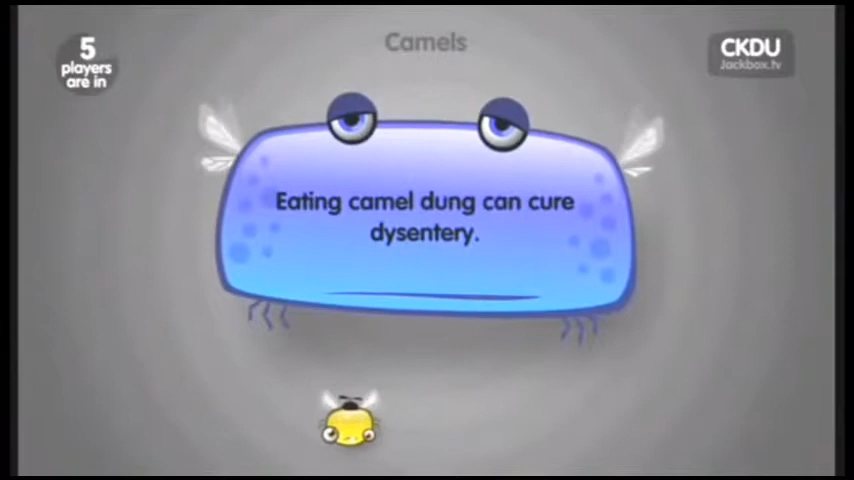 Camels
5
players
are in
CKDU
Jackbox.tv
Eating camel dung can cure
dysentery.